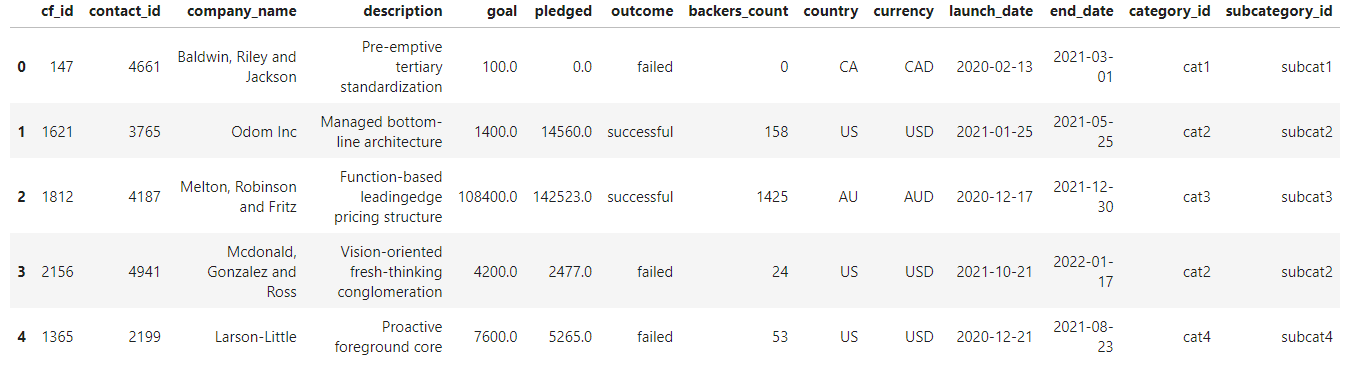 cf_id contact_id company_name description goal pledged outcome backers_count country currency launch_date end_date category_id subcategory_id
0 147 4661 Baldwin, Riley and Jackson Pre-emptive tertiary standardization 100.0 0.0 failed 0 CA CAD 2020-02-13 2021-03-01 cat1 subcat1
1 1621 3765 Odom Inc Managed bottom-line architecture 1400.0 14560.0 successful 158 US USD 2021-01-25 2021-05-25 cat2 subcat2
2 1812 4187 Melton, Robinson and Fritz Function-based leadingedge pricing structure 108400.0 142523.0 successful 1425 AU AUD 2020-12-17 2021-12-30 cat3 subcat3
3 2156 4941 Mcdonald, Gonzalez and Ross Vision-oriented fresh-thinking conglomeration 4200.0 2477.0 failed 24 US USD 2021-10-21 2022-01-17 cat2 subcat2
4 1365 2199 Larson-Little Proactive foreground core 7600.0 5265.0 failed 53 US USD 2020-12-21 2021-08-23 cat4 subcat4